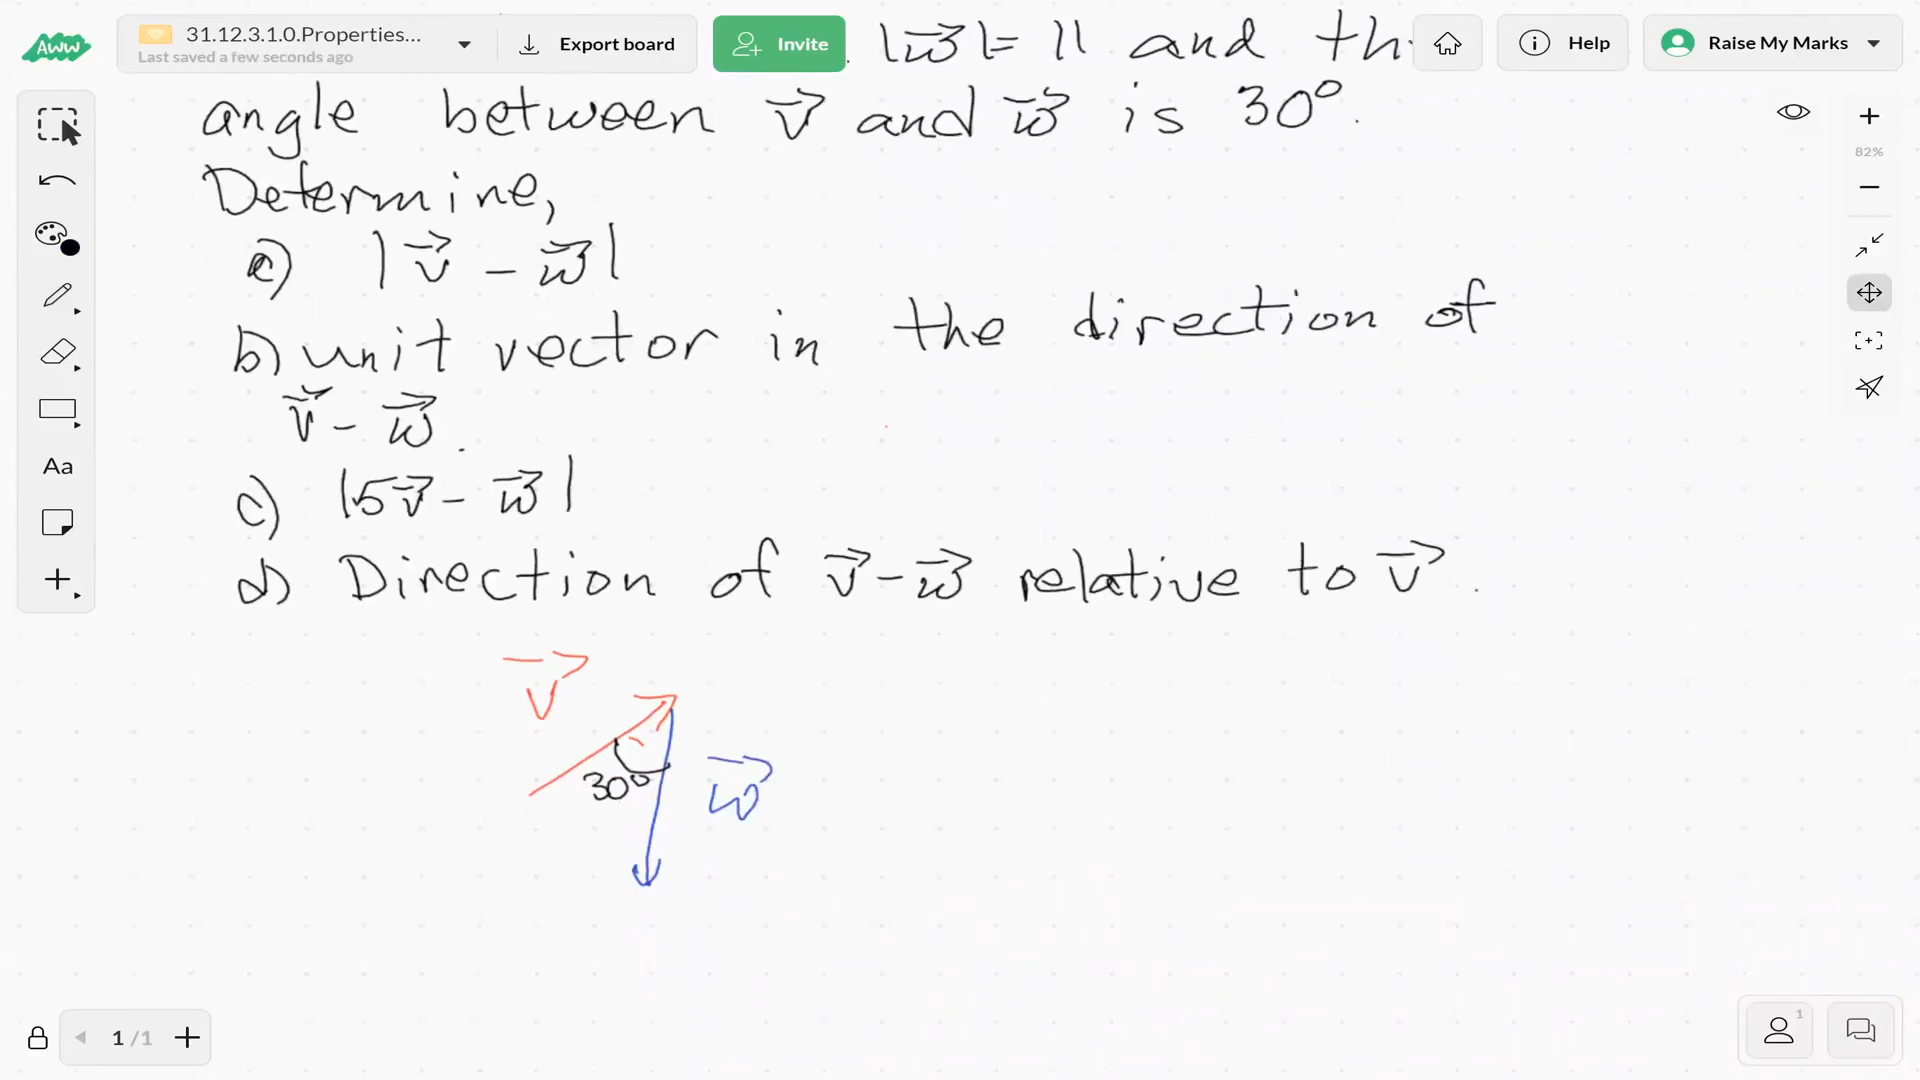 AWW
31.12.3.1.0.Properties...
Last saved a few seconds ago
Export board
Invite
Help
Raise My Marks
. |w⃗|= 11 and th
angle between v⃗ and w⃗ is 30°.
Determine,
a) |v⃗ - w⃗|
b) unit vector in the direction of
v⃗ - w⃗.
c) |5v⃗ - w⃗|
d) Direction of v⃗ - w⃗ relative to v⃗.
v⃗
30°
w⃗
Aa
82%
1 /1
1